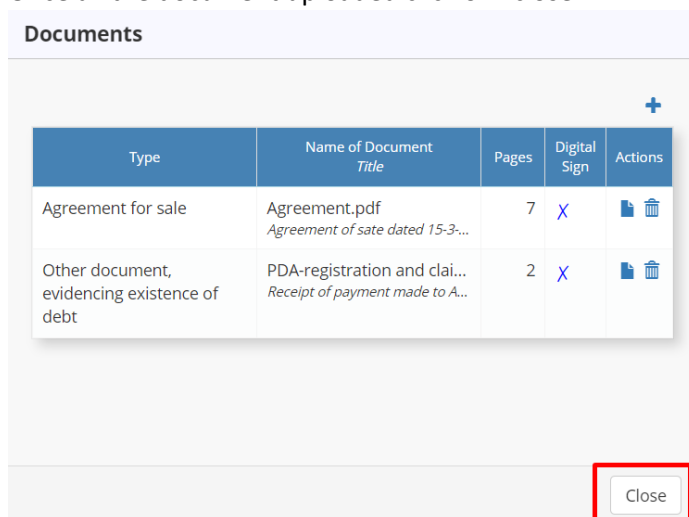 Documents
+
Type Name of Document Pages Digital Actions
Title Sign
Agreement for sale Agreement.pdf 7 X
Agreement of sate dated 15-3-...
Other document, PDA-registration and clai... 2 X
evidencing existence of Receipt of payment made to A...
debt
Close